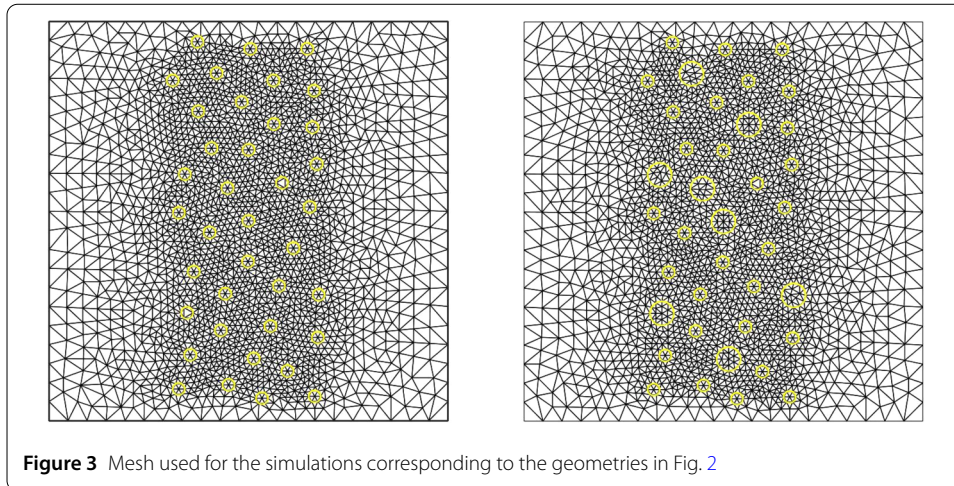 Figure 3 Mesh used for the simulations corresponding to the geometries in Fig. 2